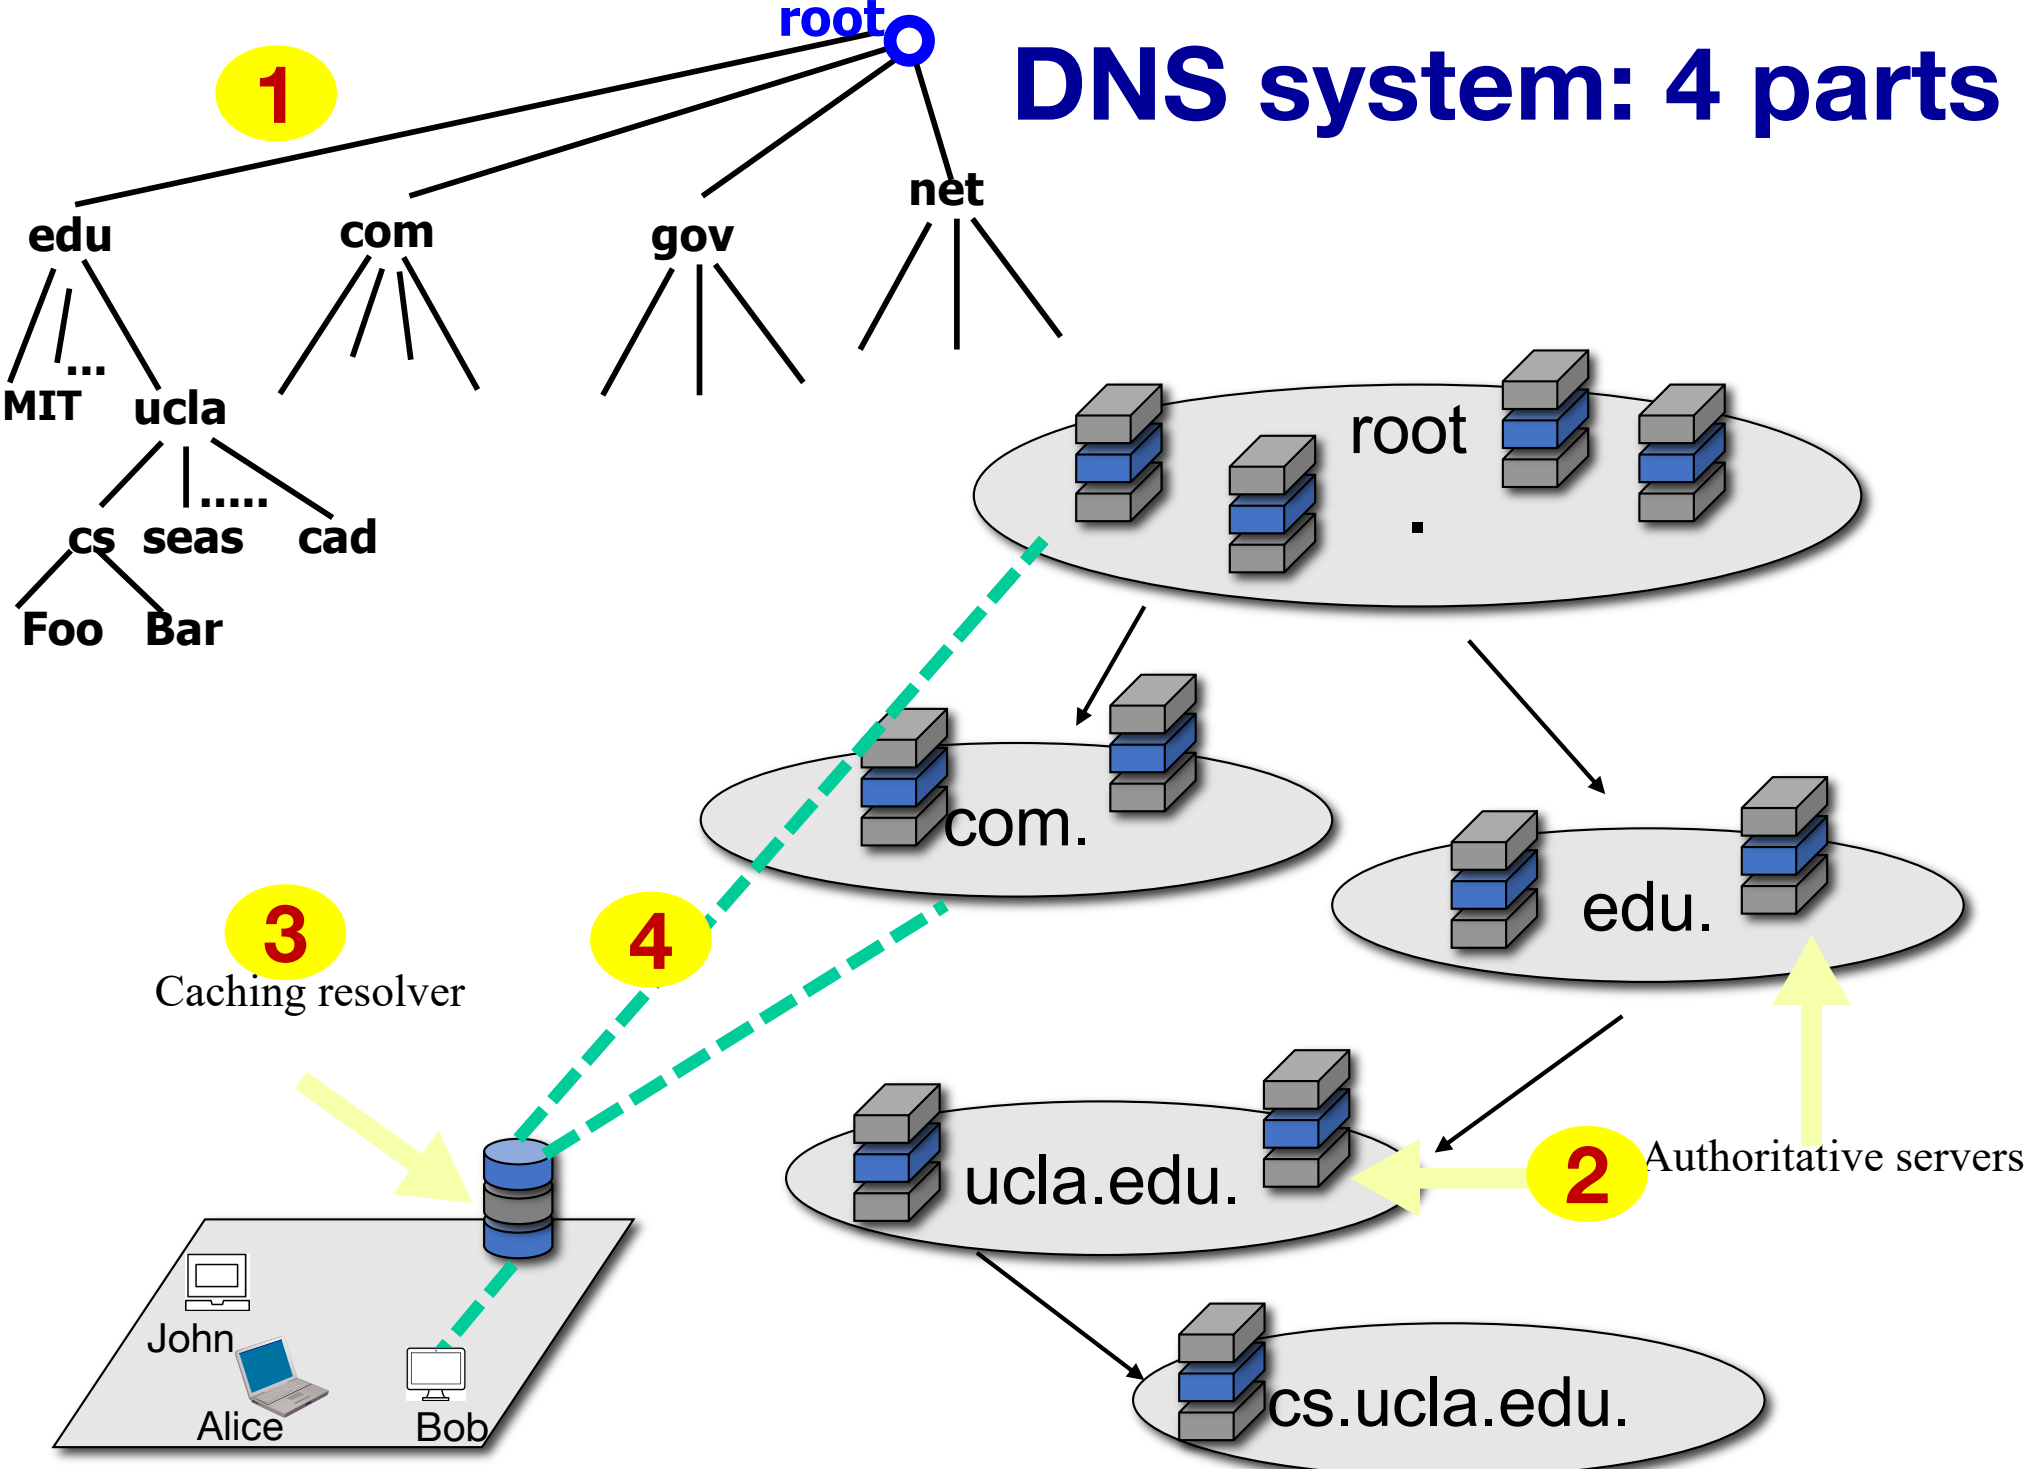 root
DNS system: 4 parts
1
net
edu
com
gov
...
MIT
ucla
.....
cs
seas
cad
Foo
Bar
root
.
com.
edu.
3
4
Caching resolver
ucla.edu.
2
Authoritative servers
John
Alice
Bob
cs.ucla.edu.